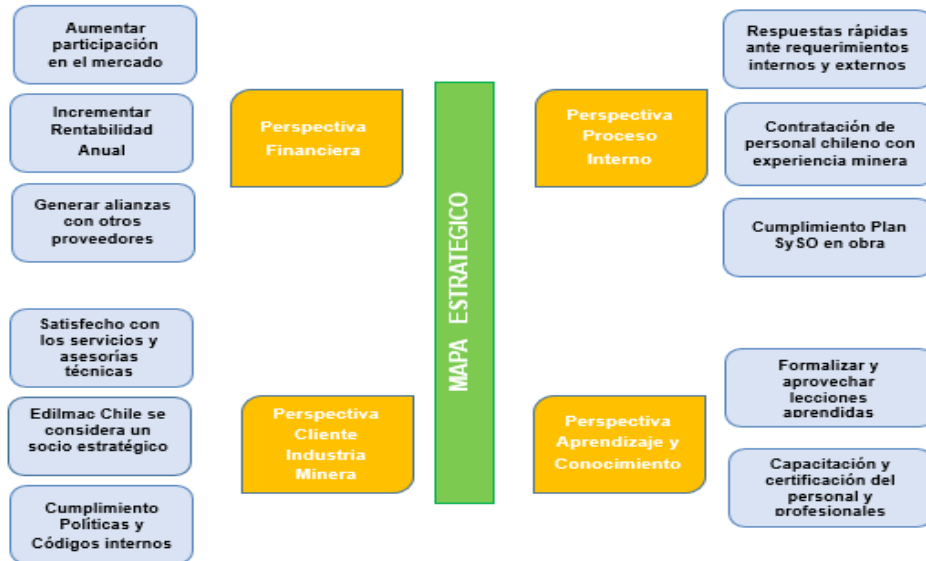 Aumentar
participación
en el mercado
Incrementar
Rentabilidad
Anual
Generar alianzas
con otros
proveedores
Perspectiva
Financiera
MAPA ESTRATEGICO
Perspectiva
Proceso
Interno
Respuestas rápidas
ante requerimientos
internos y externos
Contratación de
personal chileno con
experiencia minera
Cumplimiento Plan
SySO en obra
Satisfecho con
los servicios y
asesorías
técnicas
Edilmac Chile se
considera un
socio estratégico
Cumplimiento
Políticas y
Códigos internos
Perspectiva
Cliente
Industria
Minera
Perspectiva
Aprendizaje y
Conocimiento
Formalizar y
aprovechar
lecciones
aprendidas
Capacitación y
certificación del
personal y
profesionales